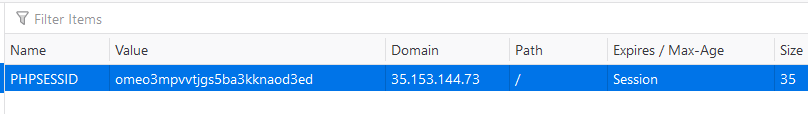 Filter Items
Name Value Domain Path Expires / Max-Age Size
PHPSESSID omeo3mpvvtjgs5ba3kknaod3ed 35.153.144.73 / Session 35